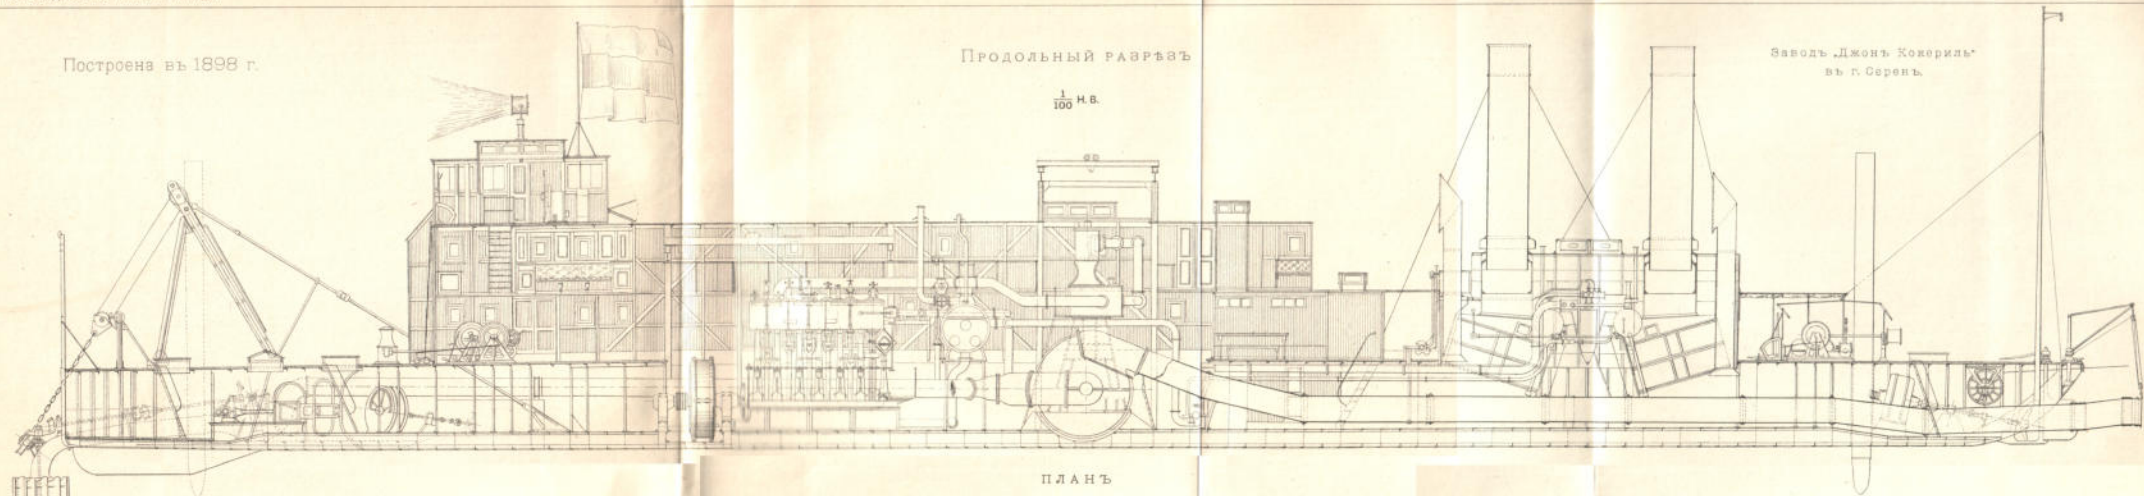 Построена въ 1898 г.
Продольный разрѣзъ
1/100 Н. В.
Заводъ „Джонъ Кокериль“
въ г. Серенъ.
ПЛАНЪ